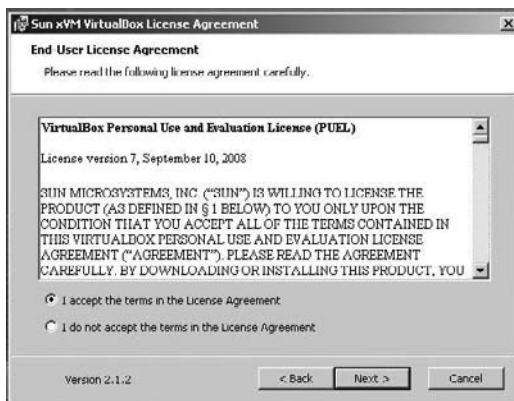 Sun xVM VirtualBox License Agreement
End-User License Agreement
Please read the following license agreement carefully.
VirtualBox Personal Use and Evaluation License (PUEL)
License version 7, September 10, 2008
SUN MICROSYSTEMS, INC. ("SUN") IS WILLING TO LICENSE THE
PRODUCT (AS DEFINED IN § 1 BELOW) TO YOU ONLY UPON THE
CONDITION THAT YOU ACCEPT ALL OF THE TERMS CONTAINED IN
THIS VIRTUALBOX PERSONAL USE AND EVALUATION LICENSE
AGREEMENT ("AGREEMENT"). PLEASE READ THE AGREEMENT
CAREFULLY. BY DOWNLOADING OR INSTALLING THIS PRODUCT, YOU
I accept the terms in the License Agreement
I do not accept the terms in the License Agreement
Version 2.1.2 < Back Next > Cancel